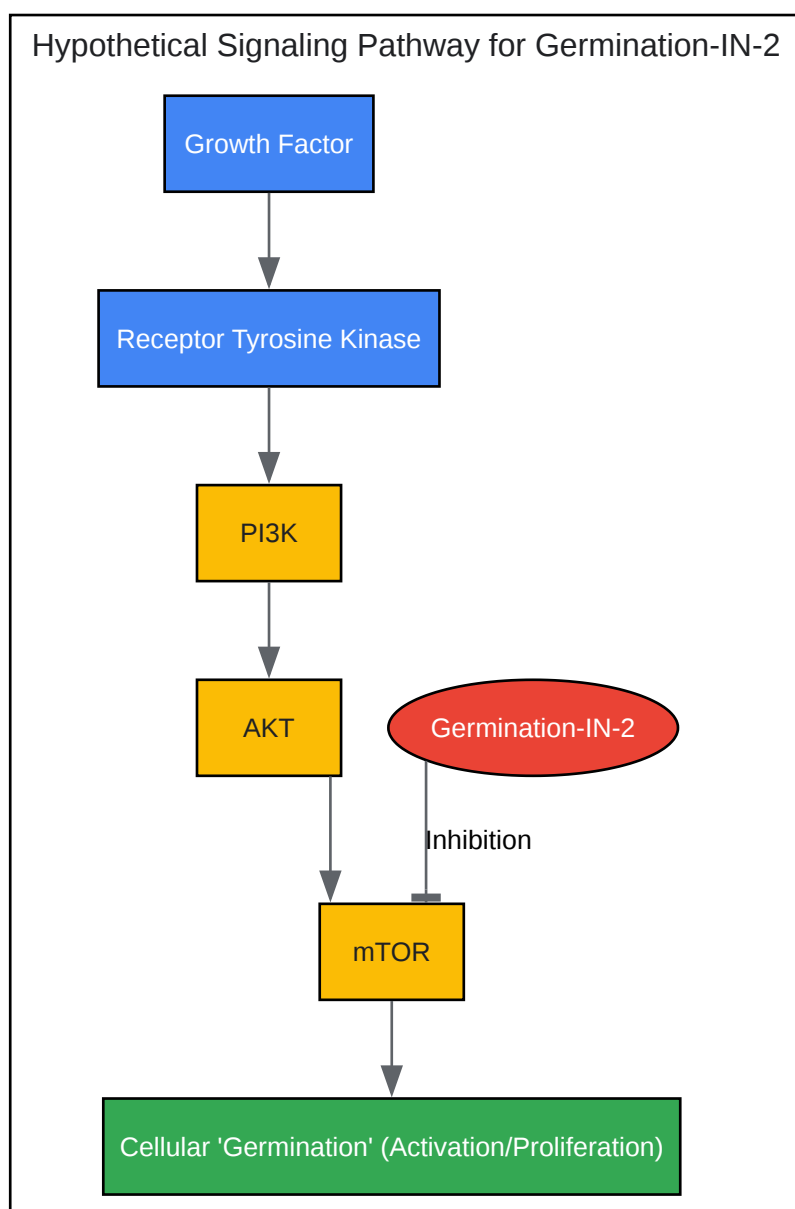 Hypothetical Signaling Pathway for Germination-IN-2
Growth Factor
Receptor Tyrosine Kinase
PI3K
AKT
Germination-IN-2
Inhibition
mTOR
Cellular 'Germination' (Activation/Proliferation)